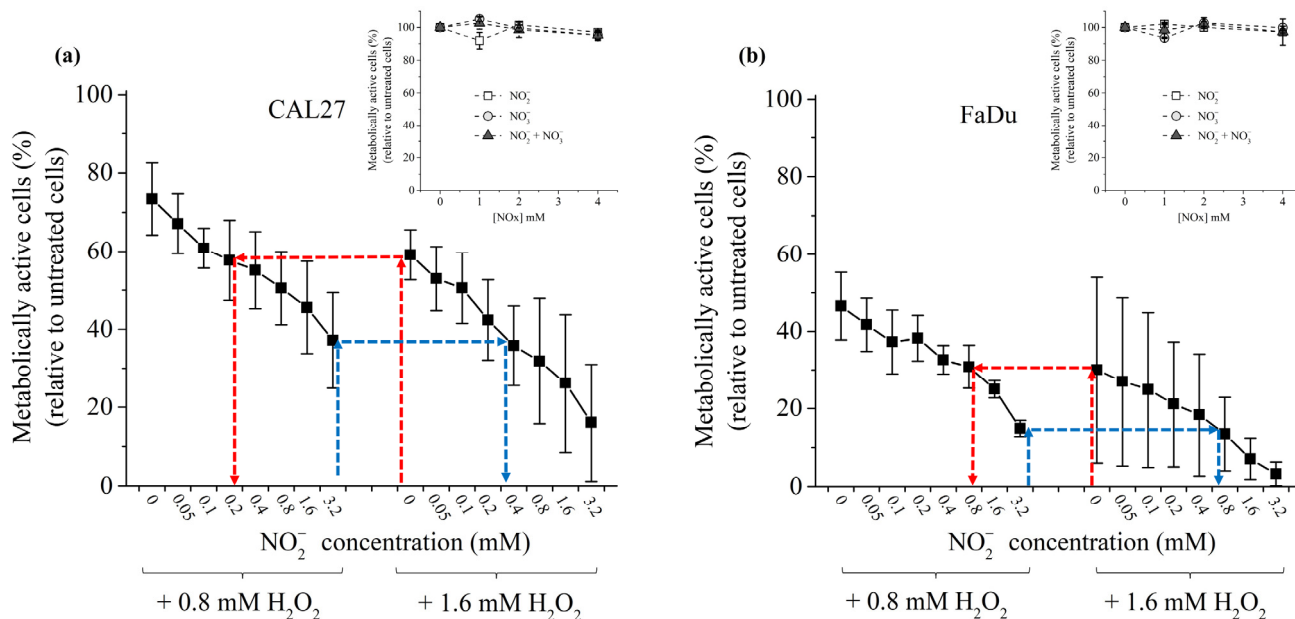 (a)
CAL27
Metabolically active cells (%)
(relative to untreated cells)
100
80
60
40
20
0
0 0.05 0.1 0.2 0.4 0.8 1.6 3.2 0 0.05 0.1 0.2 0.4 0.8 1.6 3.2
NO₂⁻ concentration (mM)
+ 0.8 mM H₂O₂ + 1.6 mM H₂O₂
Metabolically active cells (%)
(relative to untreated cells)
100
80
60
40
20
0
NO₂⁻
NO₃⁻
NO₂⁻ + NO₃⁻
0 1 2 3 4
[NOx] mM
(b)
FaDu
Metabolically active cells (%)
(relative to untreated cells)
100
80
60
40
20
0
0 0.05 0.1 0.2 0.4 0.8 1.6 3.2 0 0.05 0.1 0.2 0.4 0.8 1.6 3.2
NO₂⁻ concentration (mM)
+ 0.8 mM H₂O₂ + 1.6 mM H₂O₂
Metabolically active cells (%)
(relative to untreated cells)
100
80
60
40
20
0
NO₂⁻
NO₃⁻
NO₂⁻ + NO₃⁻
0 1 2 3 4
[NOx] mM